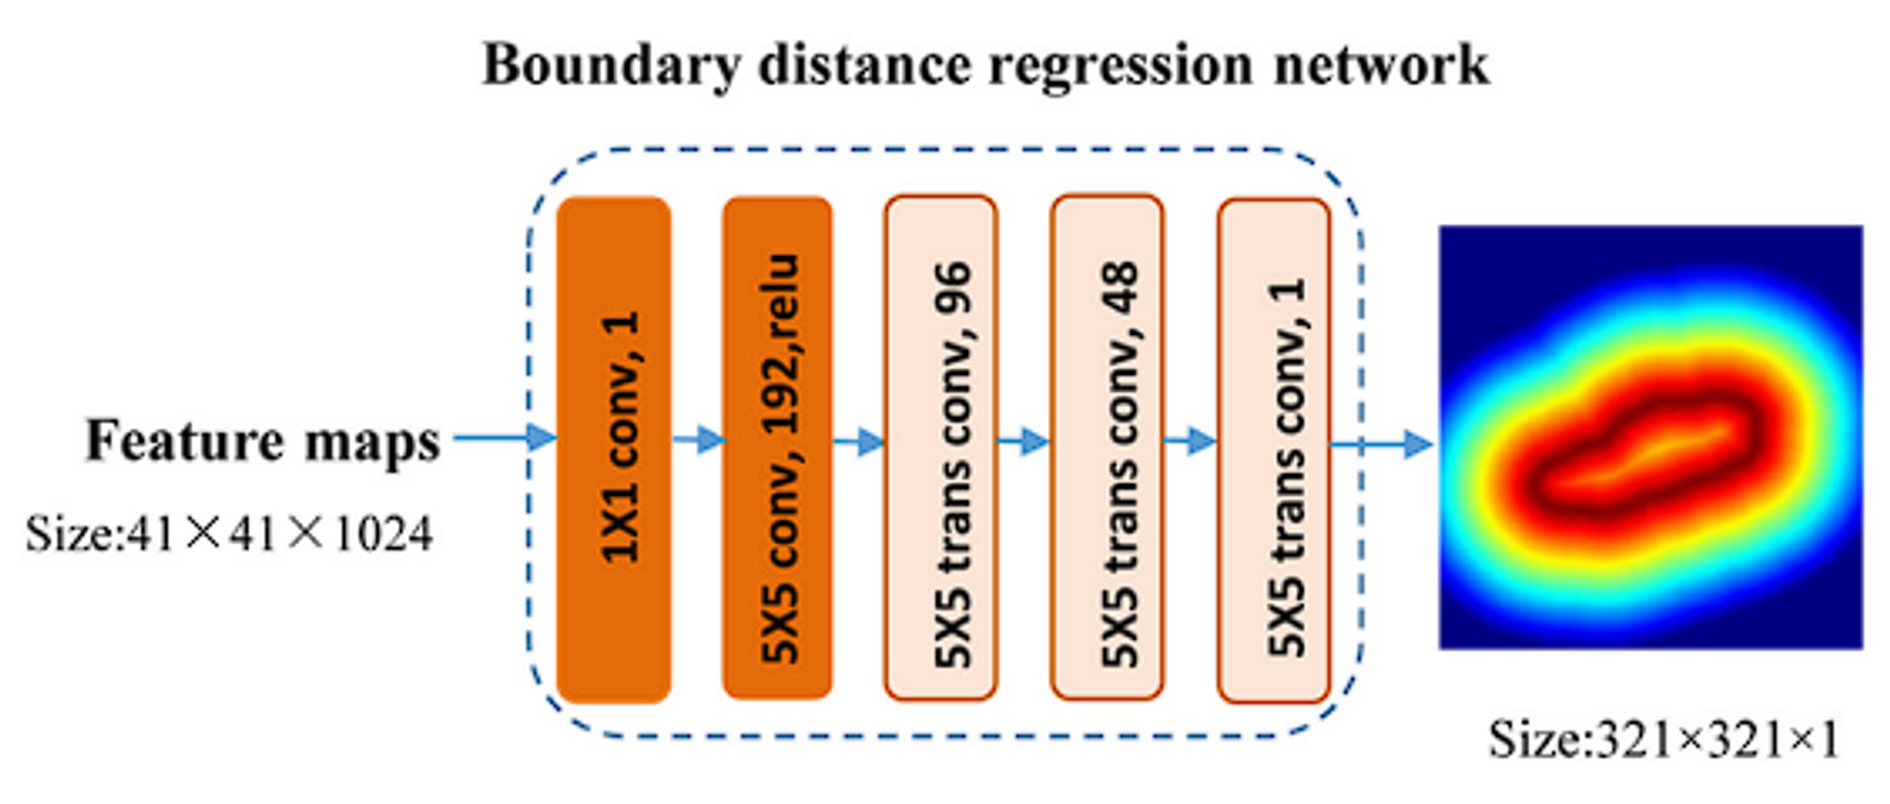 Boundary distance regression network
Feature maps
Size:41×41×1024
1X1 conv, 1
5X5 conv, 192,relu
5X5 trans conv, 96
5X5 trans conv, 48
5X5 trans conv, 1
Size:321×321×1